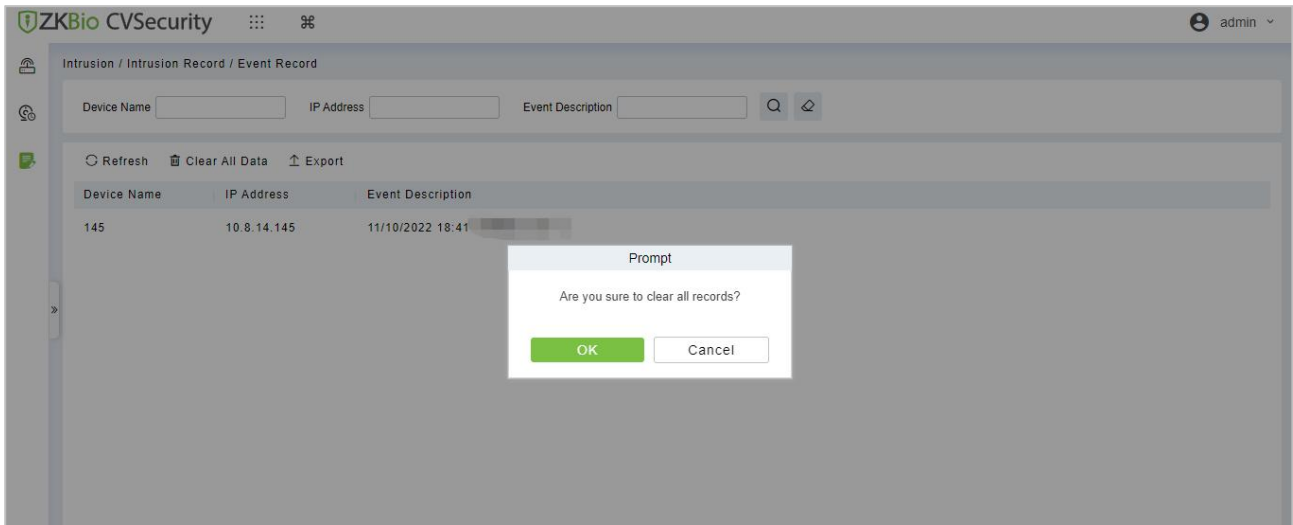 ZKBio CVSecurity admin
Intrusion / Intrusion Record / Event Record
Device Name IP Address Event Description
Refresh Clear All Data Export
Device Name IP Address Event Description
145 10.8.14.145 11/10/2022 18:41
Prompt
Are you sure to clear all records?
OK Cancel